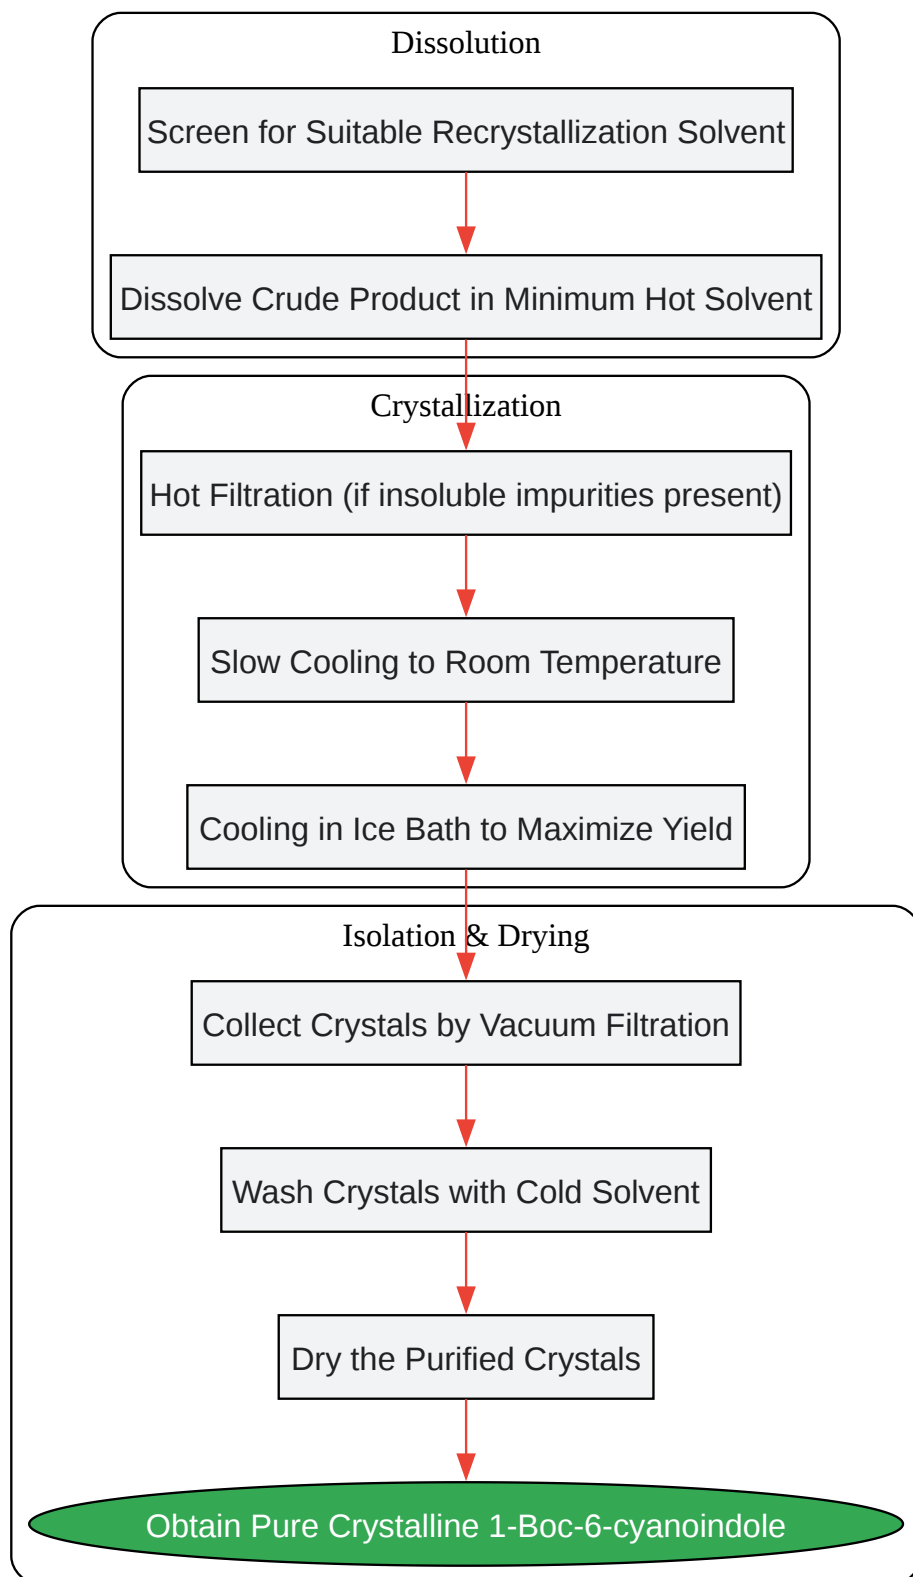 Dissolution
Screen for Suitable Recrystallization Solvent
Dissolve Crude Product in Minimum Hot Solvent
Crystallization
Hot Filtration (if insoluble impurities present)
Slow Cooling to Room Temperature
Cooling in Ice Bath to Maximize Yield
Isolation & Drying
Collect Crystals by Vacuum Filtration
Wash Crystals with Cold Solvent
Dry the Purified Crystals
Obtain Pure Crystalline 1-Boc-6-cyanoindole